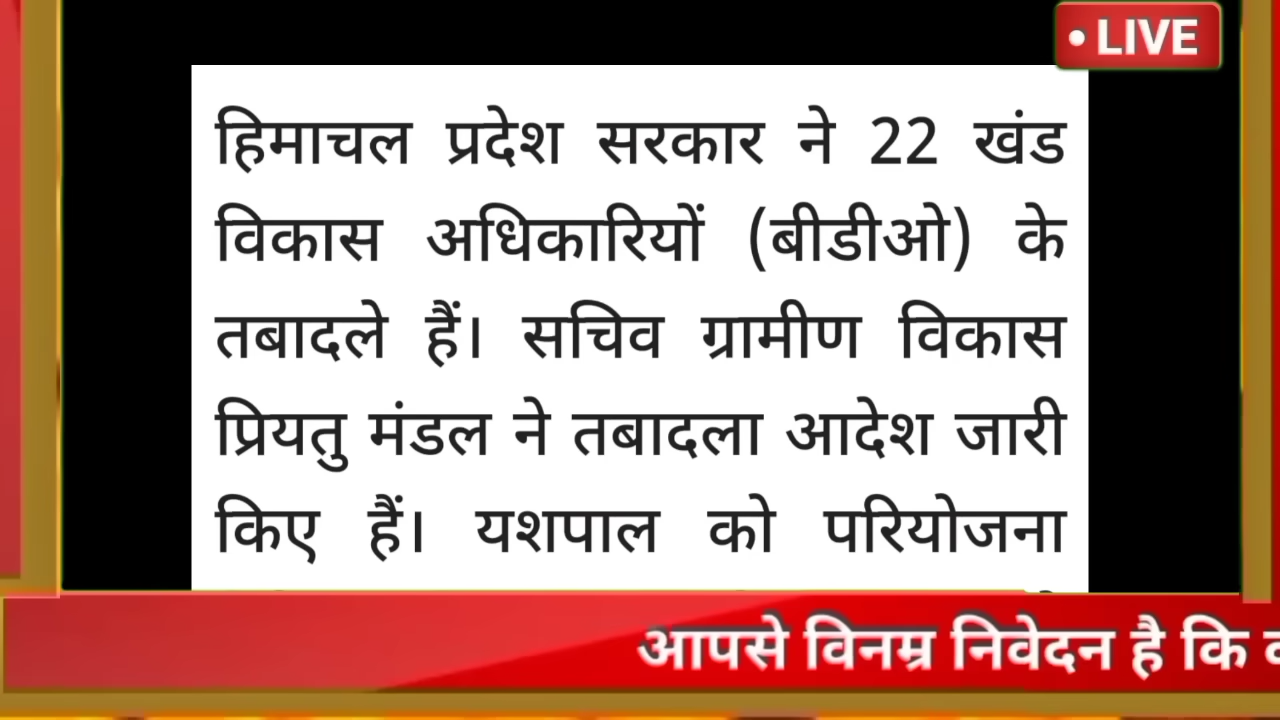 • LIVE
हिमाचल प्रदेश सरकार ने 22 खंड
विकास अधिकारियों (बीडीओ) के
तबादले हैं। सचिव ग्रामीण विकास
प्रियतु मंडल ने तबादला आदेश जारी
किए हैं। यशपाल को परियोजना
आपसे विनम्र निवेदन है कि